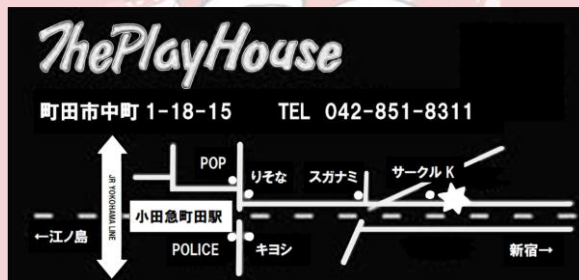 ThePlayHouse
町田市中町 1-18-15 TEL 042-851-8311
POP
りそな
スガナミ
サークル K
JR YOKOHAMA LINE
小田急町田駅
←江ノ島
POLICE
キヨシ
新宿→